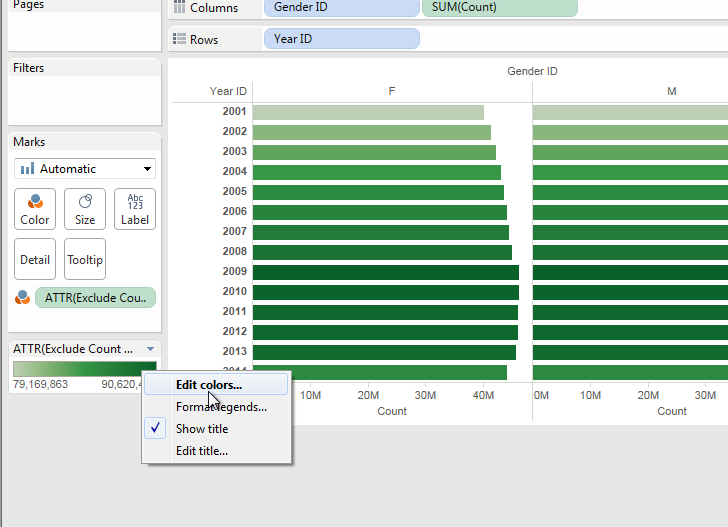 Pages
Columns
Gender ID
SUM(Count)
Rows
Year ID
Filters
Marks
Automatic
Color
Size
Abc
123
Label
Detail
Tooltip
ATTR(Exclude Cou..
ATTR(Exclude Count ...
79,169,863
90,620,4
Edit colors...
Format legends...
Show title
Edit title...
Gender ID
Year ID
F
M
2001
2002
2003
2004
2005
2006
2007
2008
2009
2010
2011
2012
2013
2014
10M
20M
30M
40M
0M
10M
20M
30M
Count
Count